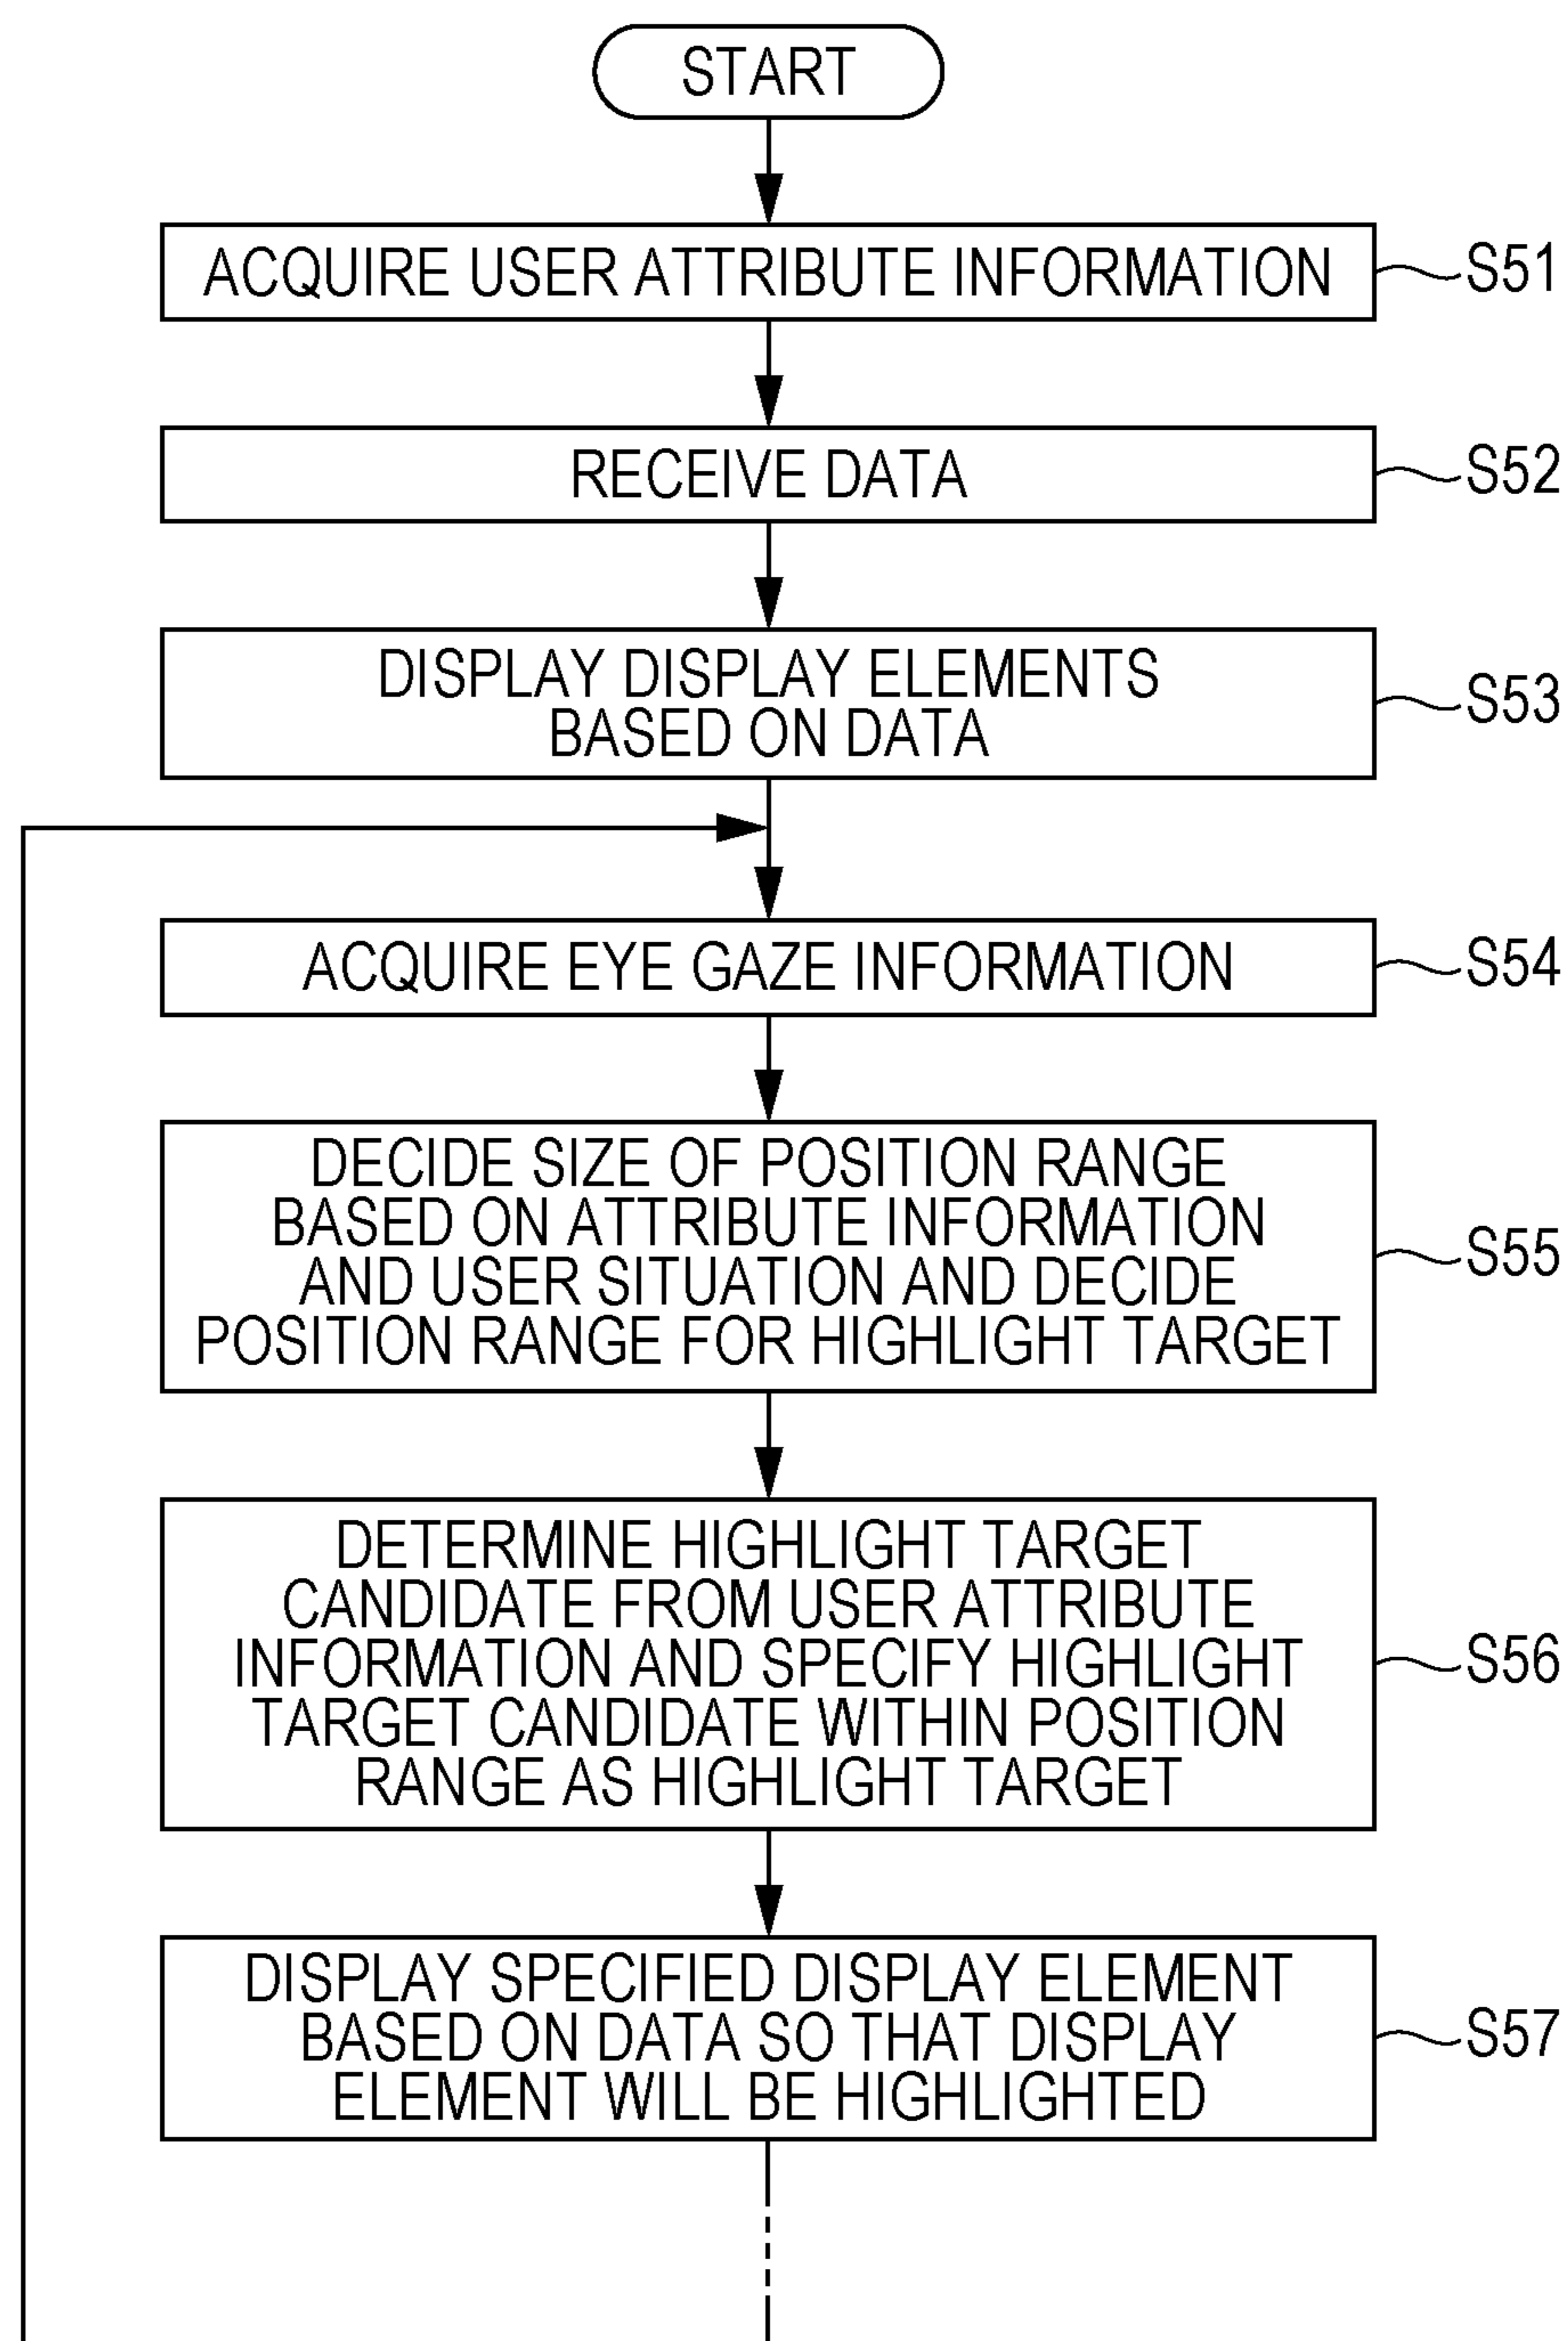 START
ACQUIRE USER ATTRIBUTE INFORMATION
S51
RECEIVE DATA
S52
DISPLAY DISPLAY ELEMENTS
BASED ON DATA
S53
ACQUIRE EYE GAZE INFORMATION
S54
DECIDE SIZE OF POSITION RANGE
BASED ON ATTRIBUTE INFORMATION
AND USER SITUATION AND DECIDE
POSITION RANGE FOR HIGHLIGHT TARGET
S55
DETERMINE HIGHLIGHT TARGET
CANDIDATE FROM USER ATTRIBUTE
INFORMATION AND SPECIFY HIGHLIGHT
TARGET CANDIDATE WITHIN POSITION
RANGE AS HIGHLIGHT TARGET
S56
DISPLAY SPECIFIED DISPLAY ELEMENT
BASED ON DATA SO THAT DISPLAY
ELEMENT WILL BE HIGHLIGHTED
S57